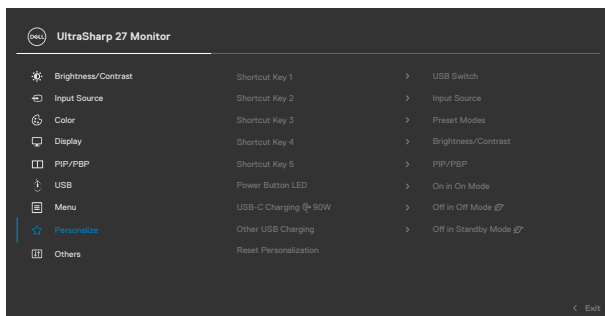 DELL UltraSharp 27 Monitor
Brightness/Contrast Shortcut Key 1 > USB Switch
Input Source Shortcut Key 2 > Input Source
Color Shortcut Key 3 > Preset Modes
Display Shortcut Key 4 > Brightness/Contrast
PIP/PBP Shortcut Key 5 > PIP/PBP
USB Power Button LED > On in On Mode
Menu USB-C Charging 90W > Off in Off Mode
Personalize Other USB Charging > Off in Standby Mode
Others Reset Personalization
< Exit